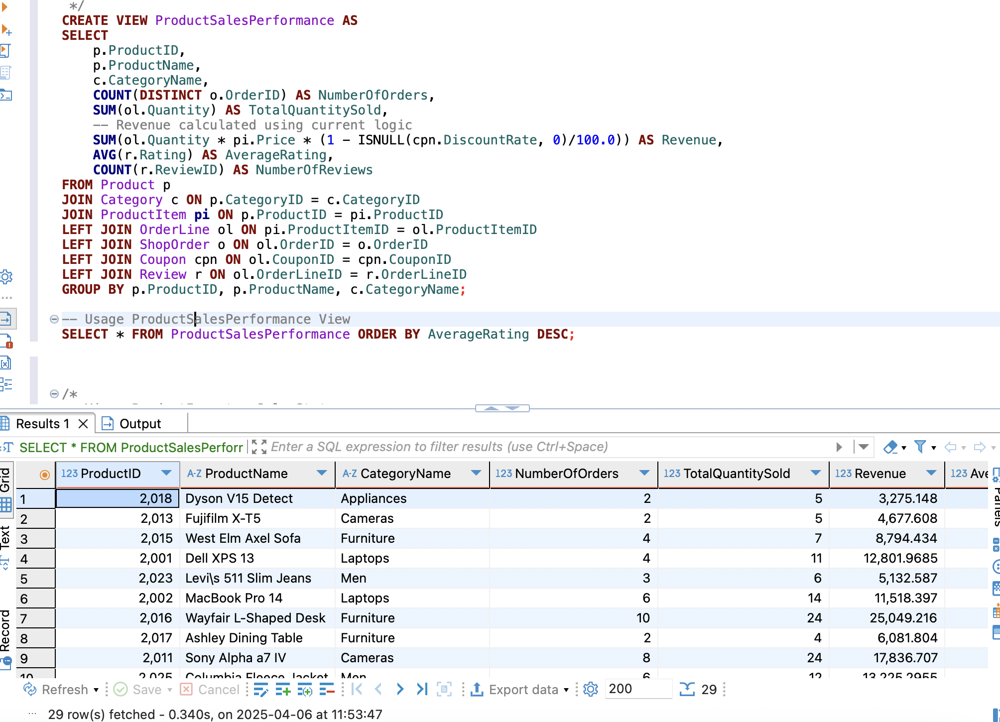 */
CREATE VIEW ProductSalesPerformance AS
SELECT
p.ProductID,
p.ProductName,
c.CategoryName,
COUNT(DISTINCT o.OrderID) AS NumberOfOrders,
SUM(ol.Quantity) AS TotalQuantitySold,
-- Revenue calculated using current logic
SUM(ol.Quantity * pi.Price * (1 - ISNULL(cpn.DiscountRate, 0)/100.0)) AS Revenue,
AVG(r.Rating) AS AverageRating,
COUNT(r.ReviewID) AS NumberOfReviews
FROM Product p
JOIN Category c ON p.CategoryID = c.CategoryID
JOIN ProductItem pi ON p.ProductID = pi.ProductID
LEFT JOIN OrderLine ol ON pi.ProductItemID = ol.ProductItemID
LEFT JOIN ShopOrder o ON ol.OrderID = o.OrderID
LEFT JOIN Coupon cpn ON ol.CouponID = cpn.CouponID
LEFT JOIN Review r ON ol.OrderLineID = r.OrderLineID
GROUP BY p.ProductID, p.ProductName, c.CategoryName;
-- Usage ProductSalesPerformance View
SELECT * FROM ProductSalesPerformance ORDER BY AverageRating DESC;
/*
Results 1 Output
SELECT * FROM ProductSalesPerforr Enter a SQL expression to filter results (use Ctrl+Space)
Grid
Text
Record
Panels
123 ProductID A-Z ProductName A-Z CategoryName 123 NumberOfOrders 123 TotalQuantitySold 123 Revenue 123 Ave
1 2,018 Dyson V15 Detect Appliances 2 5 3,275.148
2 2,013 Fujifilm X-T5 Cameras 2 5 4,677.608
3 2,015 West Elm Axel Sofa Furniture 4 7 8,794.434
4 2,001 Dell XPS 13 Laptops 4 11 12,801.9685
5 2,023 Levi\s 511 Slim Jeans Men 3 6 5,132.587
6 2,002 MacBook Pro 14 Laptops 6 14 11,518.397
7 2,016 Wayfair L-Shaped Desk Furniture 10 24 25,049.216
8 2,017 Ashley Dining Table Furniture 2 4 6,081.804
9 2,011 Sony Alpha a7 IV Cameras 8 24 17,836.707
10 2,025 Columbia Fleece Jacket Men 6 12 13,225.2955
Refresh Save Cancel Export data 200 29
... 29 row(s) fetched - 0.340s, on 2025-04-06 at 11:53:47